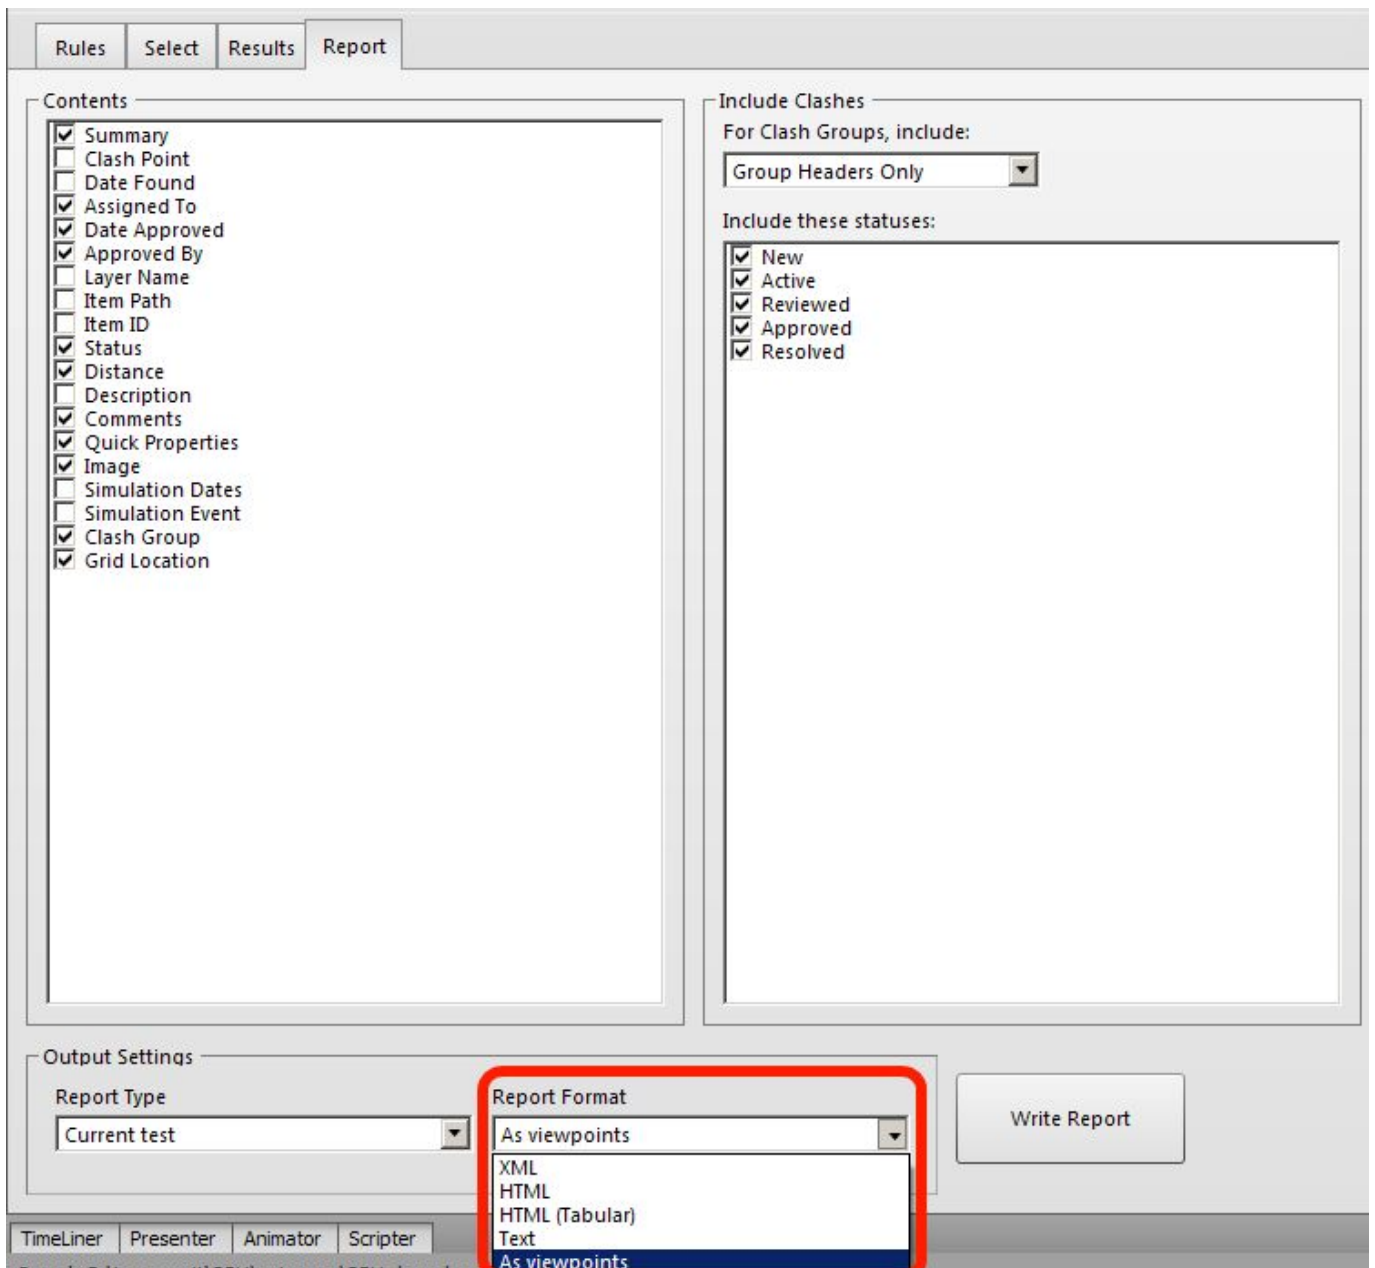 Rules Select Results Report
Contents
Summary
Clash Point
Date Found
Assigned To
Date Approved
Approved By
Layer Name
Item Path
Item ID
Status
Distance
Description
Comments
Quick Properties
Image
Simulation Dates
Simulation Event
Clash Group
Grid Location
Include Clashes
For Clash Groups, include:
Group Headers Only
Include these statuses:
New
Active
Reviewed
Approved
Resolved
Output Settings
Report Type
Current test
Report Format
As viewpoints
XML
HTML
HTML (Tabular)
Text
As viewpoints
Write Report
TimeLiner Presenter Animator Scripter